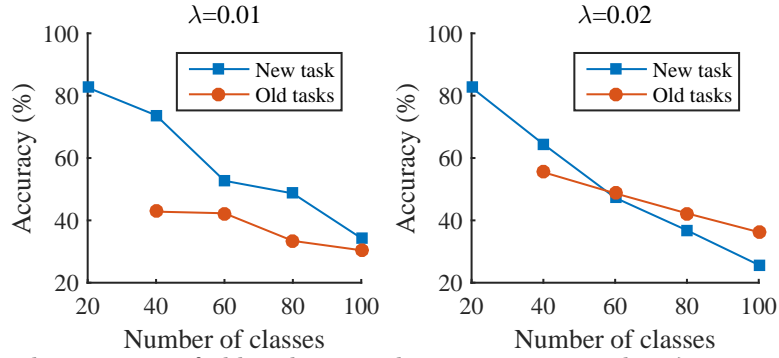 λ=0.01
100
80
60
40
20
Accuracy (%)
New task
Old tasks
20 40 60 80 100
Number of classes
λ=0.02
100
80
60
40
20
Accuracy (%)
New task
Old tasks
20 40 60 80 100
Number of classes